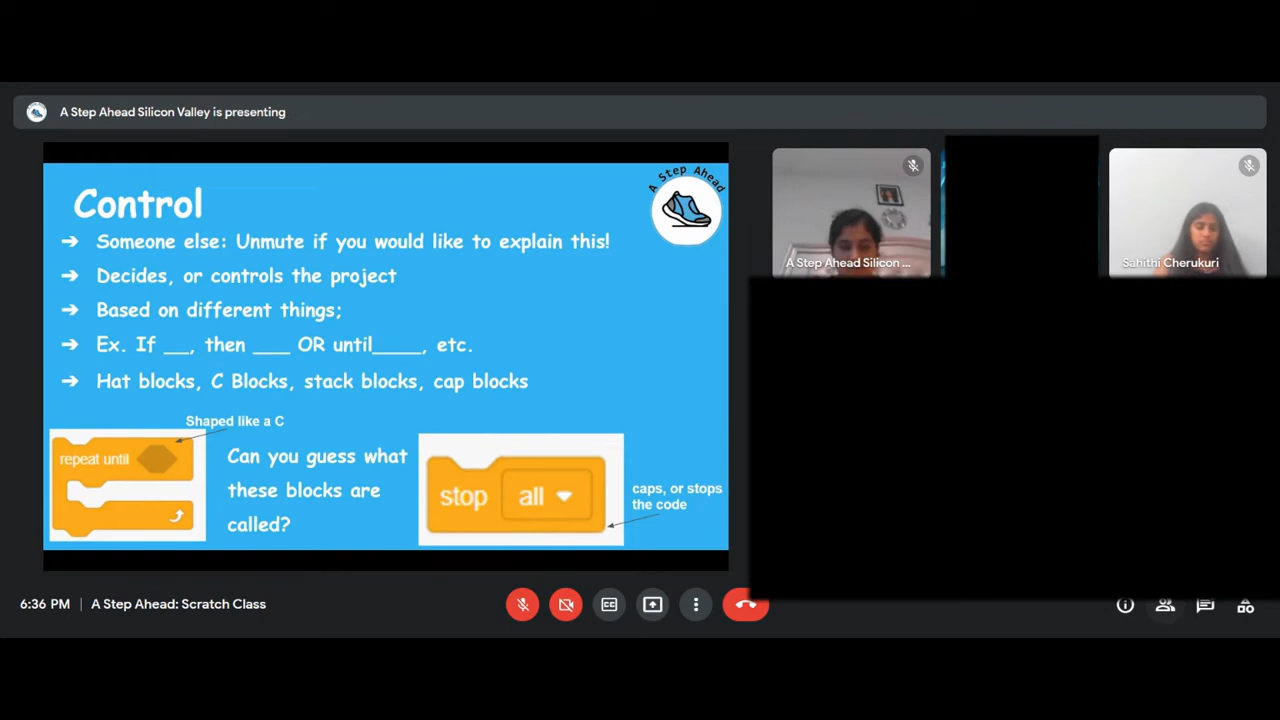 A Step Ahead Silicon Valley is presenting
Control
A Step Ahead
➔ Someone else: Unmute if you would like to explain this!
➔ Decides, or controls the project
➔ Based on different things;
➔ Ex. If __, then ___ OR until____, etc.
➔ Hat blocks, C Blocks, stack blocks, cap blocks
Shaped like a C
repeat until
Can you guess what
these blocks are
called?
stop all
caps, or stops
the code
A Step Ahead Silicon ...
Sahithi Cherukuri
6:36 PM | A Step Ahead: Scratch Class
CC